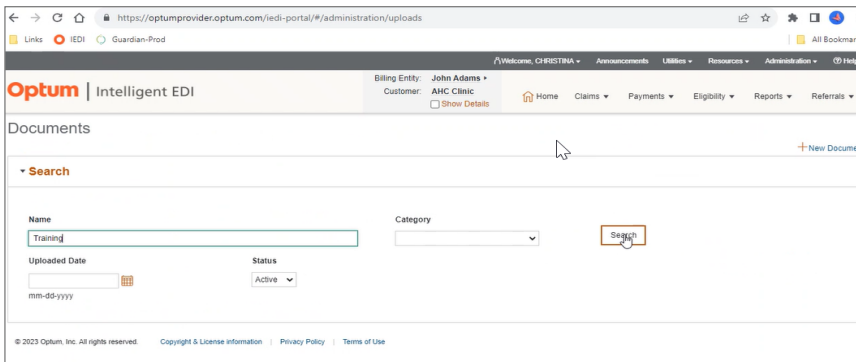 https://optumprovider.optum.com/iedi-portal/#/administration/uploads
Links IEDI Guardian-Prod All Bookmar
Welcome, CHRISTINA Announcements Utilities Resources Administration Help
Billing Entity: John Adams
Optum | Intelligent EDI Customer: AHC Clinic Home Claims Payments Eligibility Reports Referrals
Show Details
Documents
New Docume
Search
Name Category
Training Search
Uploaded Date Status
Active
mm-dd-yyyy
© 2023 Optum, Inc. All rights reserved. Copyright & License information | Privacy Policy | Terms of Use